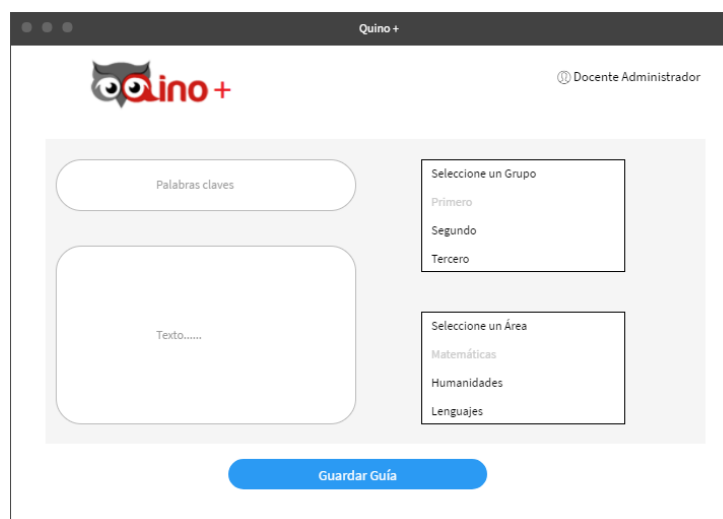 Quino +
Qino +
Docente Administrador
Palabras claves
Texto......
Seleccione un Grupo
Primero
Segundo
Tercero
Seleccione un Área
Matemáticas
Humanidades
Lenguajes
Guardar Guía